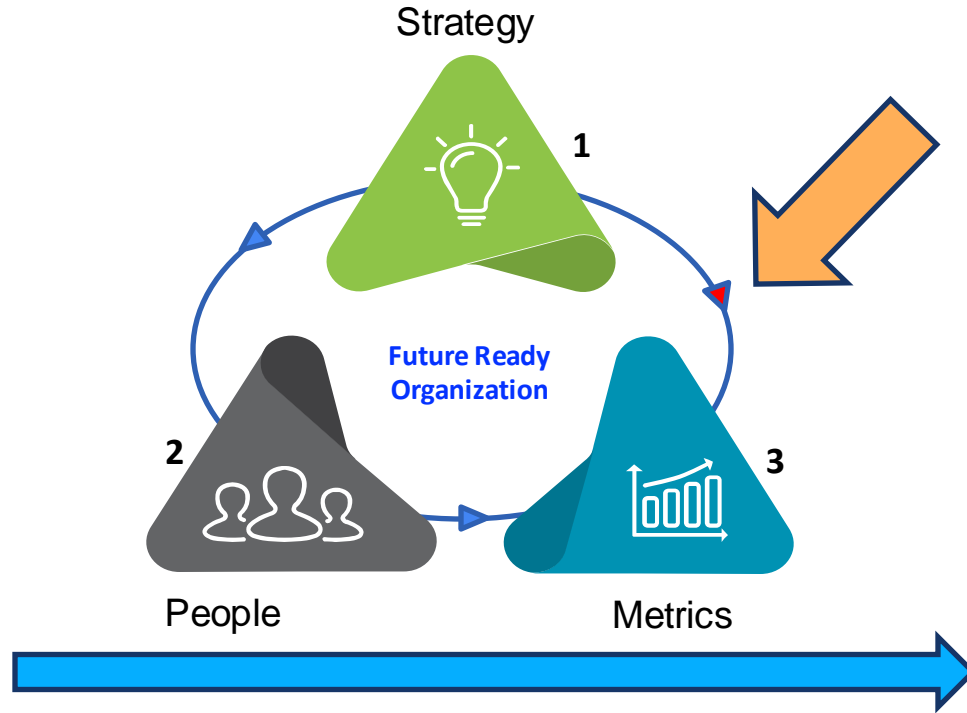 Strategy
1
Future Ready
Organization
2
3
People
Metrics